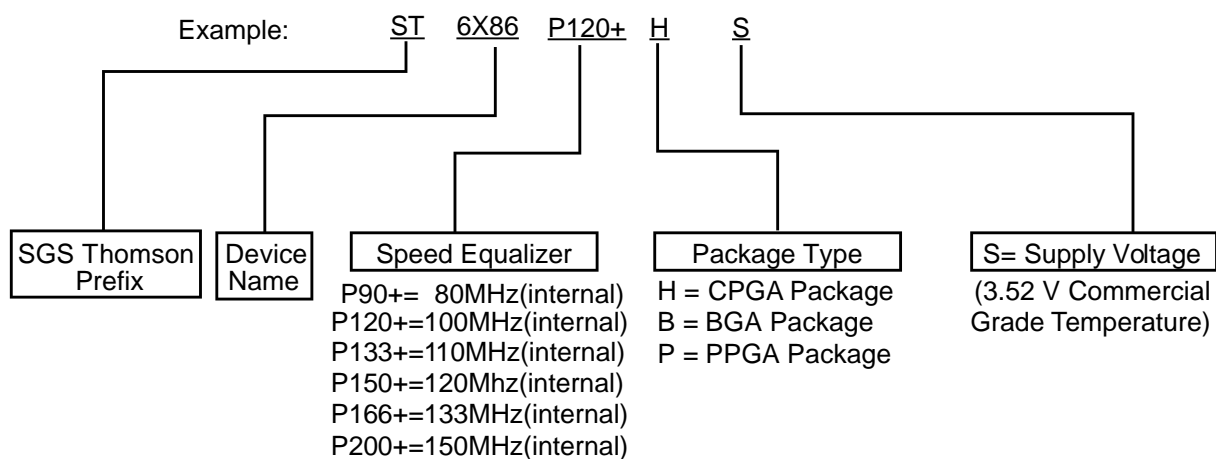 Example: ST 6X86 P120+ H S
SGS Thomson
Prefix
Device
Name
Speed Equalizer
P90+= 80MHz(internal)
P120+=100MHz(internal)
P133+=110MHz(internal)
P150+=120Mhz(internal)
P166+=133MHz(internal)
P200+=150MHz(internal)
Package Type
H = CPGA Package
B = BGA Package
P = PPGA Package
S= Supply Voltage
(3.52 V Commercial
Grade Temperature)